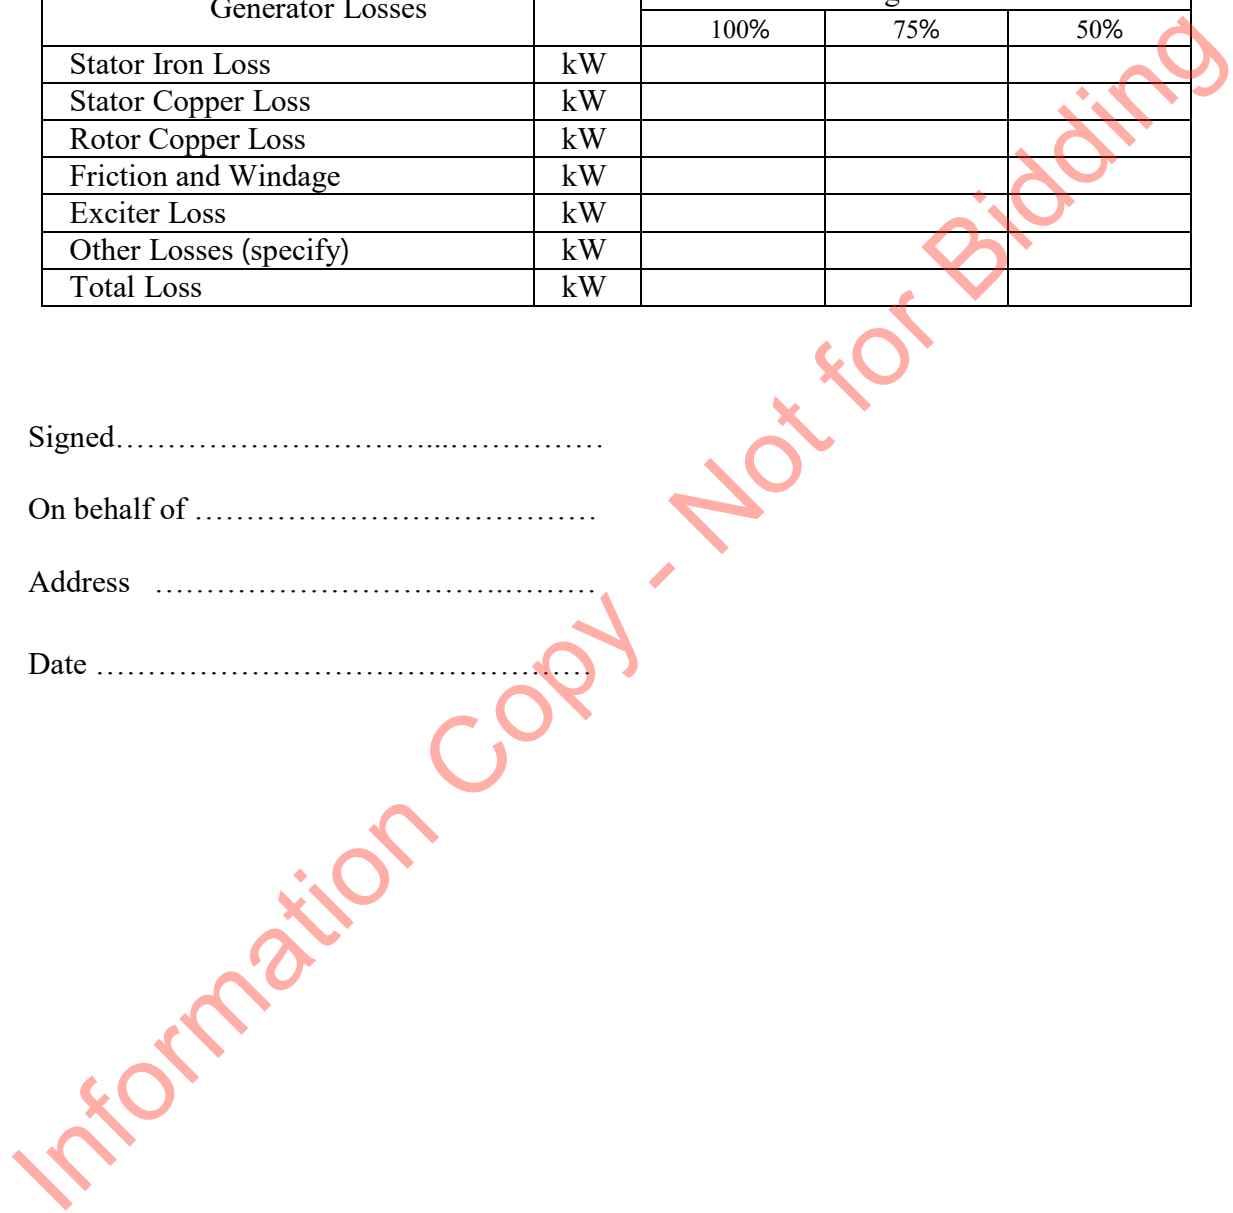 Generator Losses
100% 75% 50%
Stator Iron Loss kW
Stator Copper Loss kW
Rotor Copper Loss kW
Friction and Windage kW
Exciter Loss kW
Other Losses (specify) kW
Total Loss kW
Signed…………………………...……………
On behalf of …………………………………
Address …………………………….………
Date …………………………………………
Information Copy - Not for Bidding